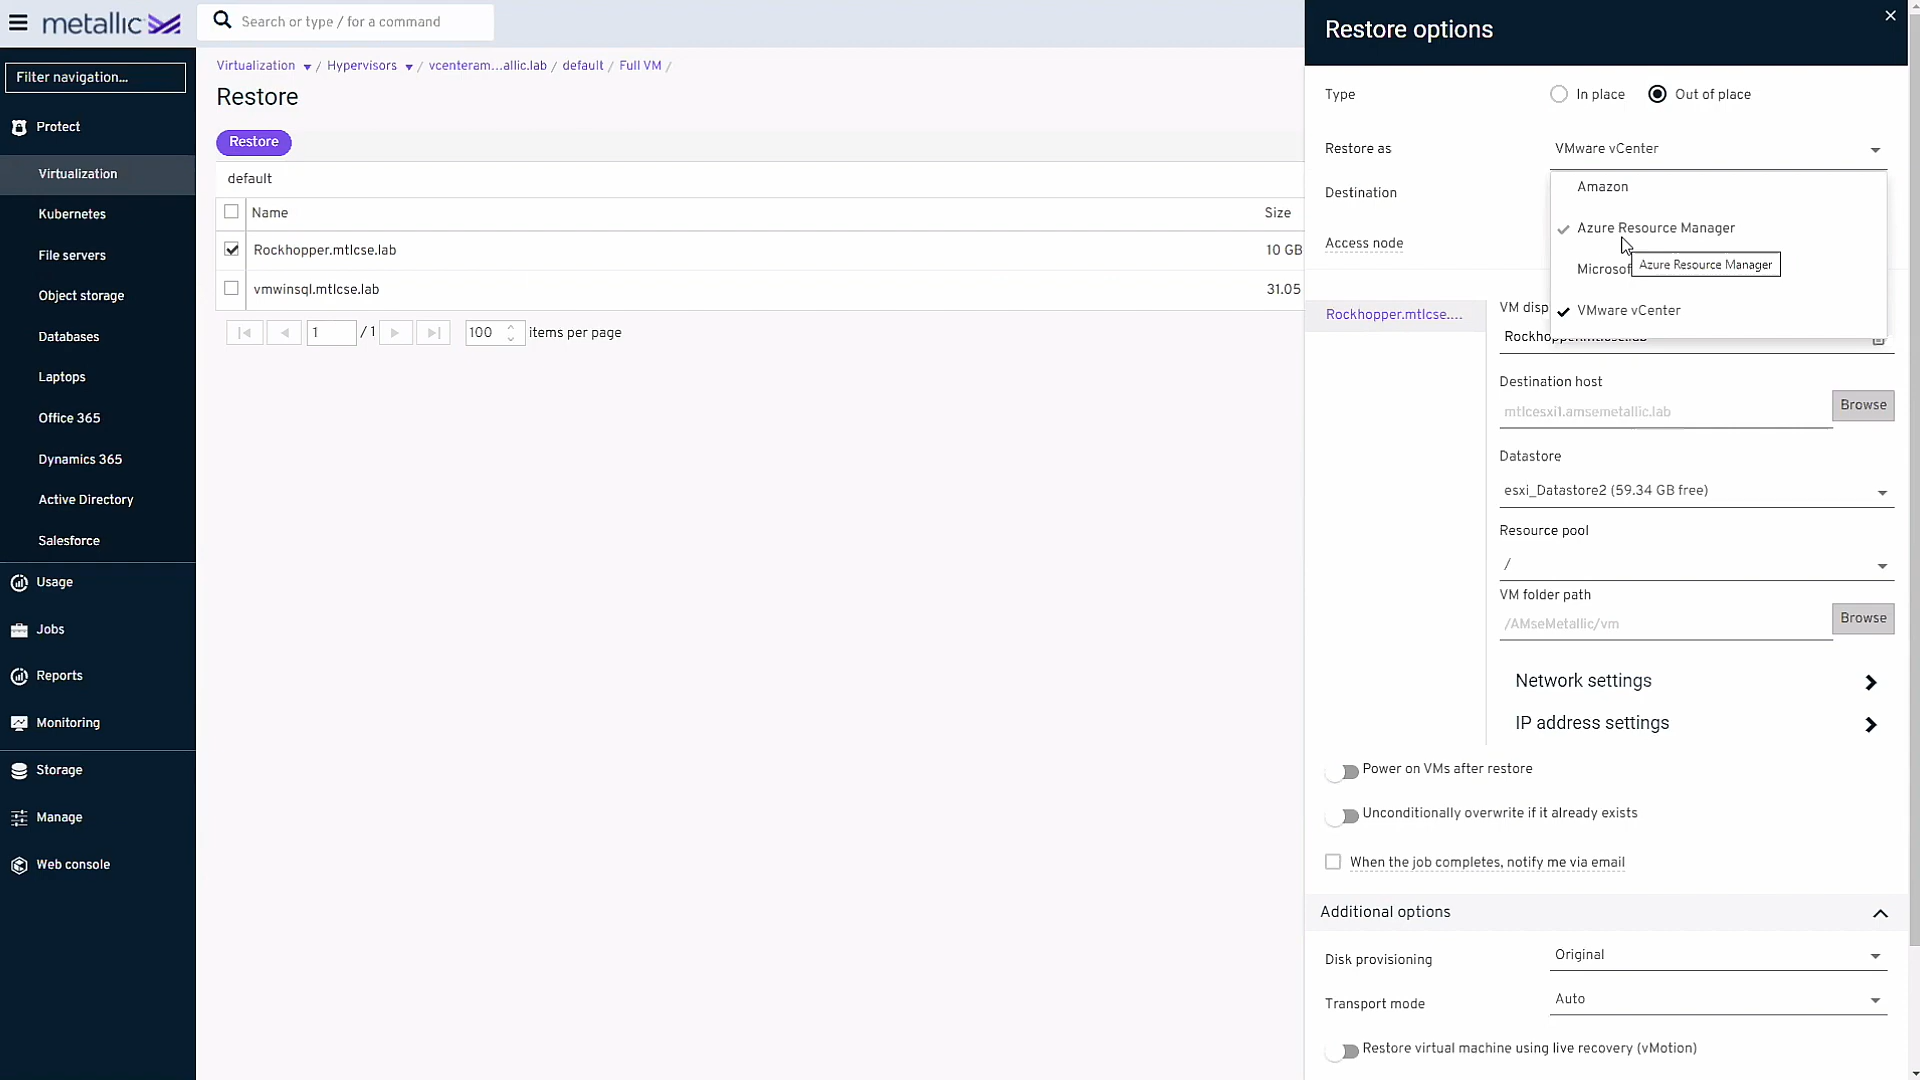 metallic
Search or type / for a command
Filter navigation...
Protect
Virtualization
Kubernetes
File servers
Object storage
Databases
Laptops
Office 365
Dynamics 365
Active Directory
Salesforce
Usage
Jobs
Reports
Monitoring
Storage
Manage
Web console
Virtualization / Hypervisors / vcenteram...allic.lab / default / Full VM /
Restore
Restore
default
Name Size
Rockhopper.mtlcse.lab 10 GB
vmwinsql.mtlcse.lab 31.05
1 / 1 100 items per page
Restore options
Type In place Out of place
Restore as VMware vCenter
Destination
Access node
Amazon
Azure Resource Manager
Azure Resource Manager
Microsof
VMware vCenter
Rockhopper.mtlcse....
VM disp
Rockhopper.mtlcse.lab
Destination host
mtlcesxi1.amsemetallic.lab Browse
Datastore
esxi_Datastore2 (59.34 GB free)
Resource pool
/
VM folder path
/AMseMetallic/vm Browse
Network settings
IP address settings
Power on VMs after restore
Unconditionally overwrite if it already exists
When the job completes, notify me via email
Additional options
Disk provisioning Original
Transport mode Auto
Restore virtual machine using live recovery (vMotion)